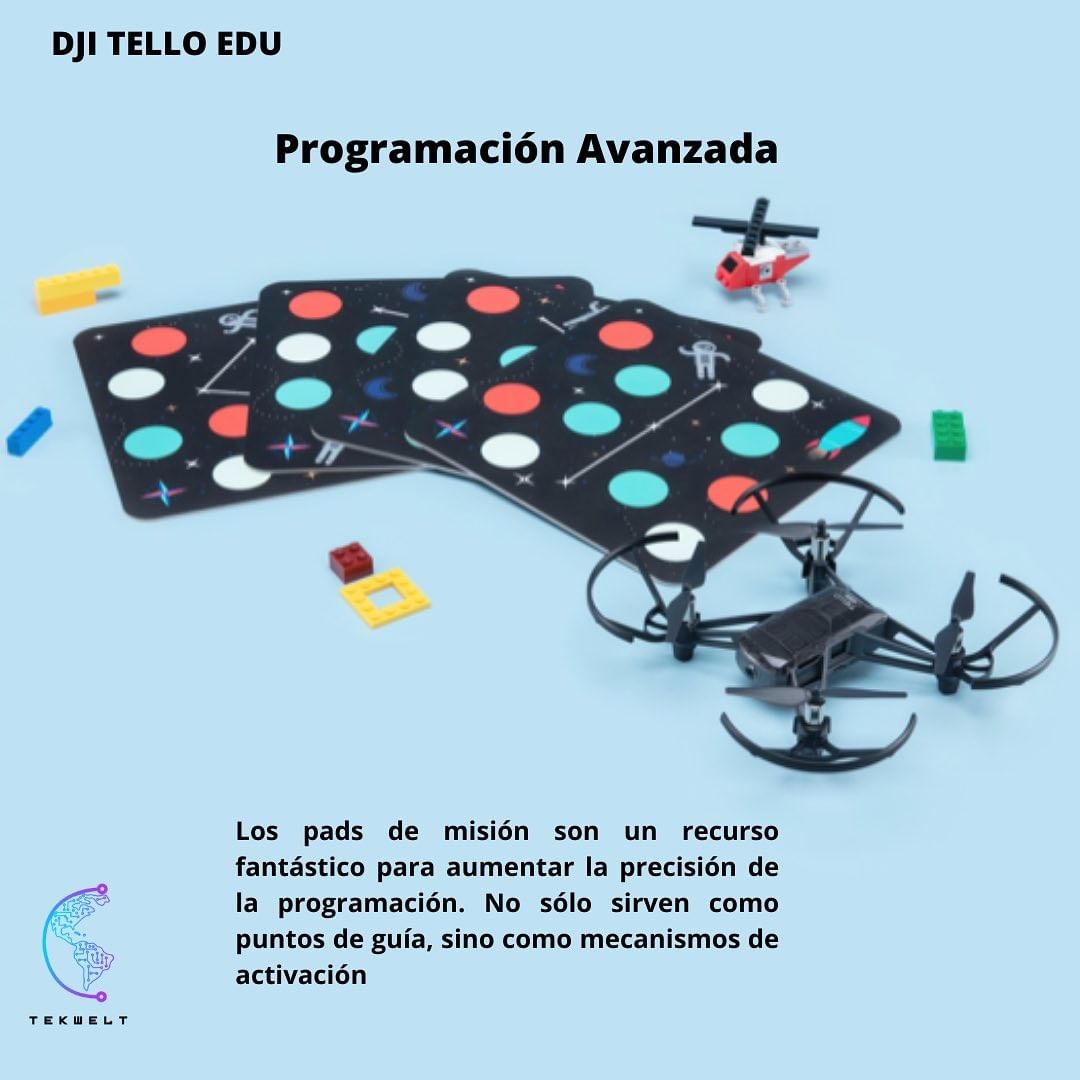 DJI TELLO EDU
Programación Avanzada
Los pads de misión son un recurso
fantástico para aumentar la precisión de
la programación. No sólo sirven como
puntos de guía, sino como mecanismos de
activación
TEKWELT